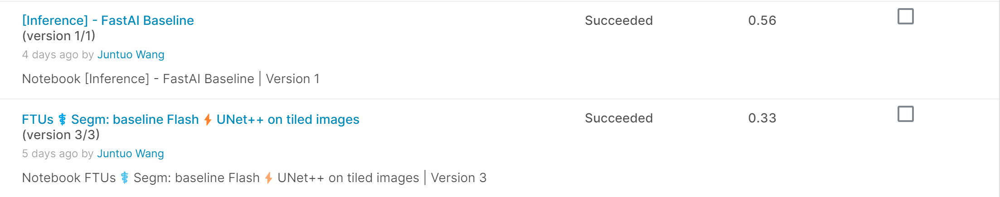 [Inference] - FastAI Baseline Succeeded 0.56
(version 1/1)
4 days ago by Juntuo Wang
Notebook [Inference] - FastAI Baseline | Version 1
FTUs ⚕ Segm: baseline Flash ⚡ UNet++ on tiled images Succeeded 0.33
(version 3/3)
5 days ago by Juntuo Wang
Notebook FTUs ⚕ Segm: baseline Flash ⚡ UNet++ on tiled images | Version 3